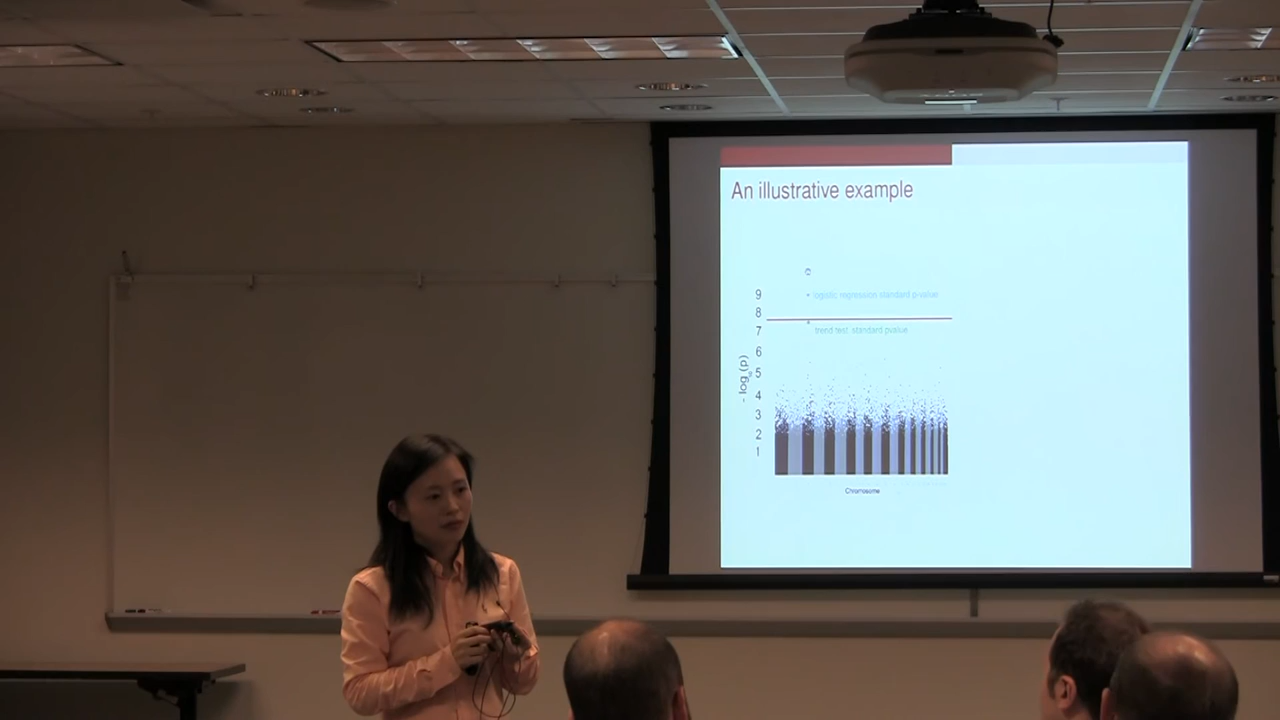 An illustrative example
9
logistic regression standard p-value
8
7
trend test: standard pvalue
6
5
4
3
2
1
- log (p)
Chromosome